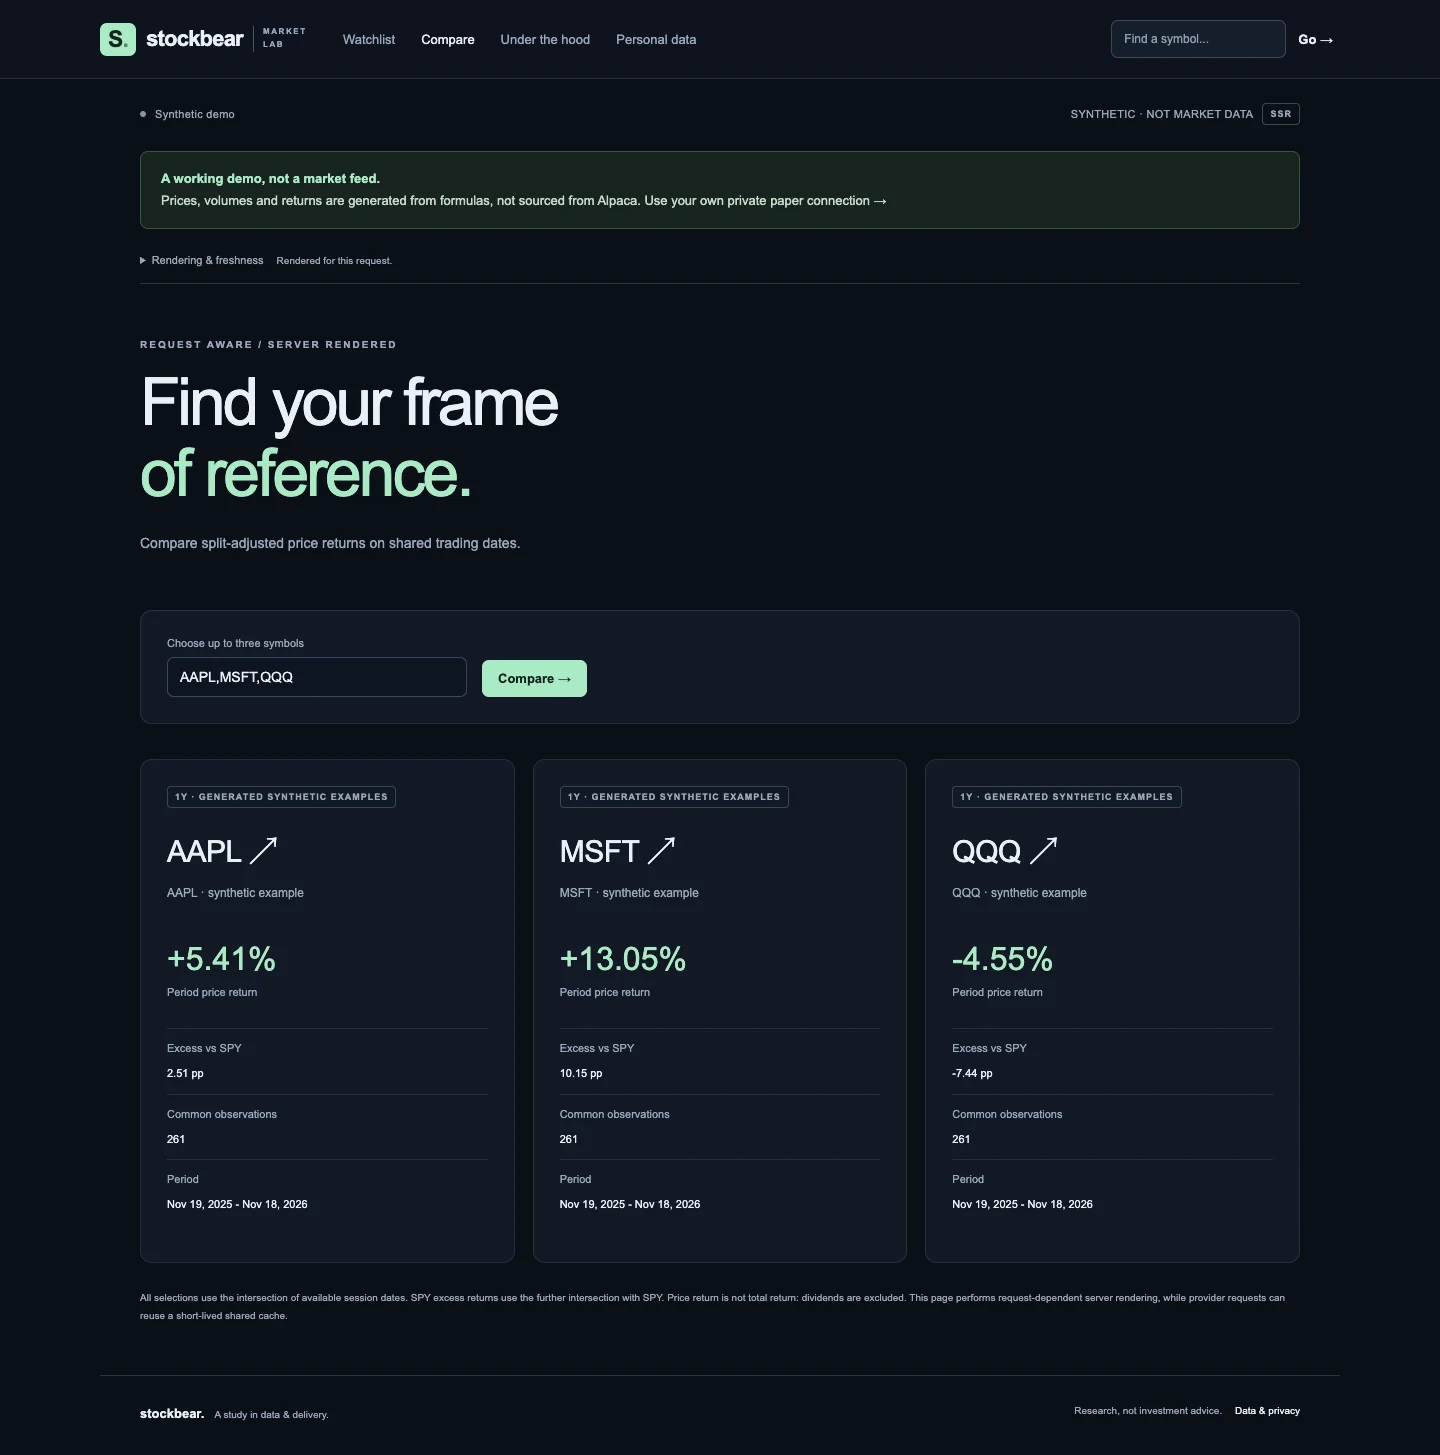 S. stockbear MARKET LAB Watchlist Compare Under the hood Personal data Find a symbol... Go →
Synthetic demo SYNTHETIC · NOT MARKET DATA SSR
A working demo, not a market feed.
Prices, volumes and returns are generated from formulas, not sourced from Alpaca. Use your own private paper connection →
Rendering & freshness Rendered for this request.
REQUEST AWARE / SERVER RENDERED
Find your frame
of reference.
Compare split-adjusted price returns on shared trading dates.
Choose up to three symbols
AAPL,MSFT,QQQ Compare →
1Y · GENERATED SYNTHETIC EXAMPLES
AAPL ↗
AAPL · synthetic example
+5.41%
Period price return
Excess vs SPY
2.51 pp
Common observations
261
Period
Nov 19, 2025 - Nov 18, 2026
1Y · GENERATED SYNTHETIC EXAMPLES
MSFT ↗
MSFT · synthetic example
+13.05%
Period price return
Excess vs SPY
10.15 pp
Common observations
261
Period
Nov 19, 2025 - Nov 18, 2026
1Y · GENERATED SYNTHETIC EXAMPLES
QQQ ↗
QQQ · synthetic example
-4.55%
Period price return
Excess vs SPY
-7.44 pp
Common observations
261
Period
Nov 19, 2025 - Nov 18, 2026
All selections use the intersection of available session dates. SPY excess returns use the further intersection with SPY. Price return is not total return: dividends are excluded. This page performs request-dependent server rendering, while provider requests can
reuse a short-lived shared cache.
stockbear. A study in data & delivery. Research, not investment advice. Data & privacy